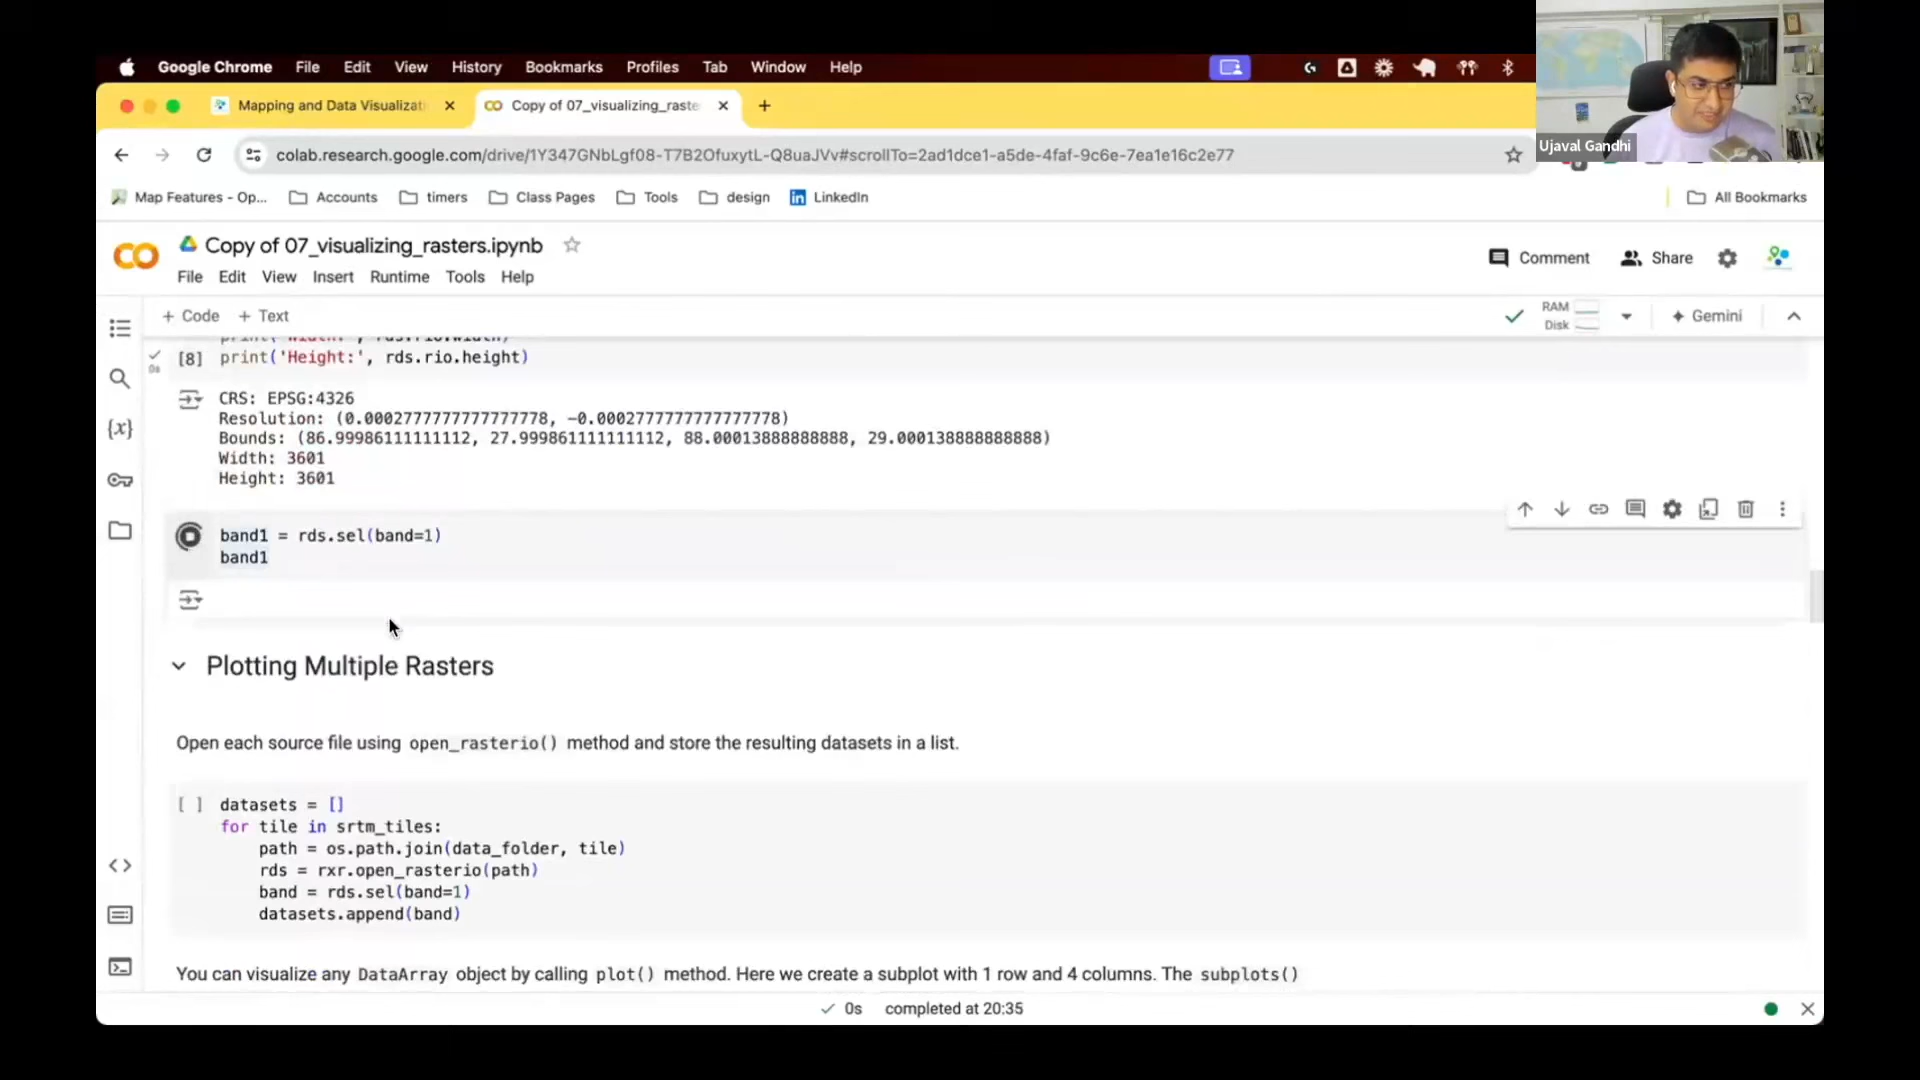 Google Chrome File Edit View History Bookmarks Profiles Tab Window Help
Ujaval Gandhi
Mapping and Data Visualizat
Copy of 07_visualizing_raste
colab.research.google.com/drive/1Y347GNbLgf08-T7B2OfuxytL-Q8uaJVv#scrollTo=2ad1dce1-a5de-4faf-9c6e-7ea1e16c2e77
Map Features - Op... Accounts timers Class Pages Tools design LinkedIn All Bookmarks
Copy of 07_visualizing_rasters.ipynb
Comment Share
File Edit View Insert Runtime Tools Help
+ Code + Text
RAM
Disk
Gemini
print('Width:', rds.rio.width)
[8] print('Height:', rds.rio.height)
0s
CRS: EPSG:4326
Resolution: (0.0002777777777777778, -0.0002777777777777778)
Bounds: (86.99986111111112, 27.999861111111112, 88.00013888888888, 29.000138888888888)
Width: 3601
Height: 3601
band1 = rds.sel(band=1)
band1
Plotting Multiple Rasters
Open each source file using open_rasterio() method and store the resulting datasets in a list.
[ ] datasets = []
for tile in srtm_tiles:
path = os.path.join(data_folder, tile)
rds = rxr.open_rasterio(path)
band = rds.sel(band=1)
datasets.append(band)
You can visualize any DataArray object by calling plot() method. Here we create a subplot with 1 row and 4 columns. The subplots()
0s completed at 20:35